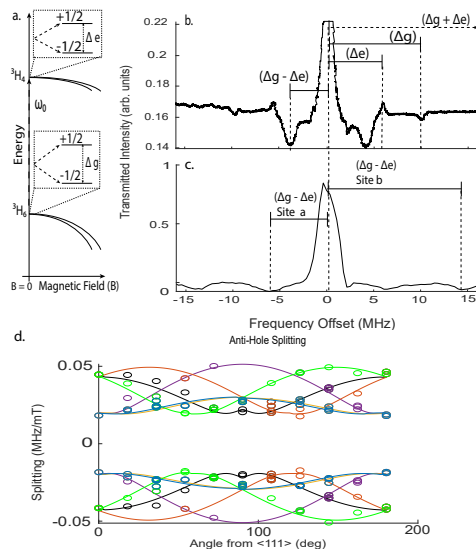 a.
+1/2
-1/2
Δ e
³H₄
ω₀
Energy
+1/2
-1/2
Δ g
³H₆
B = 0
Magnetic Field (B)
b.
0.22
0.2
0.18
0.16
0.14
Transmitted Intensity (arb. units)
(Δg + Δe)
(Δg)
(Δe)
(Δg - Δe)
c.
1
0.5
0
(Δg - Δe)
Site b
(Δg - Δe)
Site a
-15
-10
-5
0
5
10
15
Frequency Offset (MHz)
d.
Anti-Hole Splitting
0.05
0
-0.05
Splitting (MHz/mT)
0
100
200
Angle from <111> (deg)